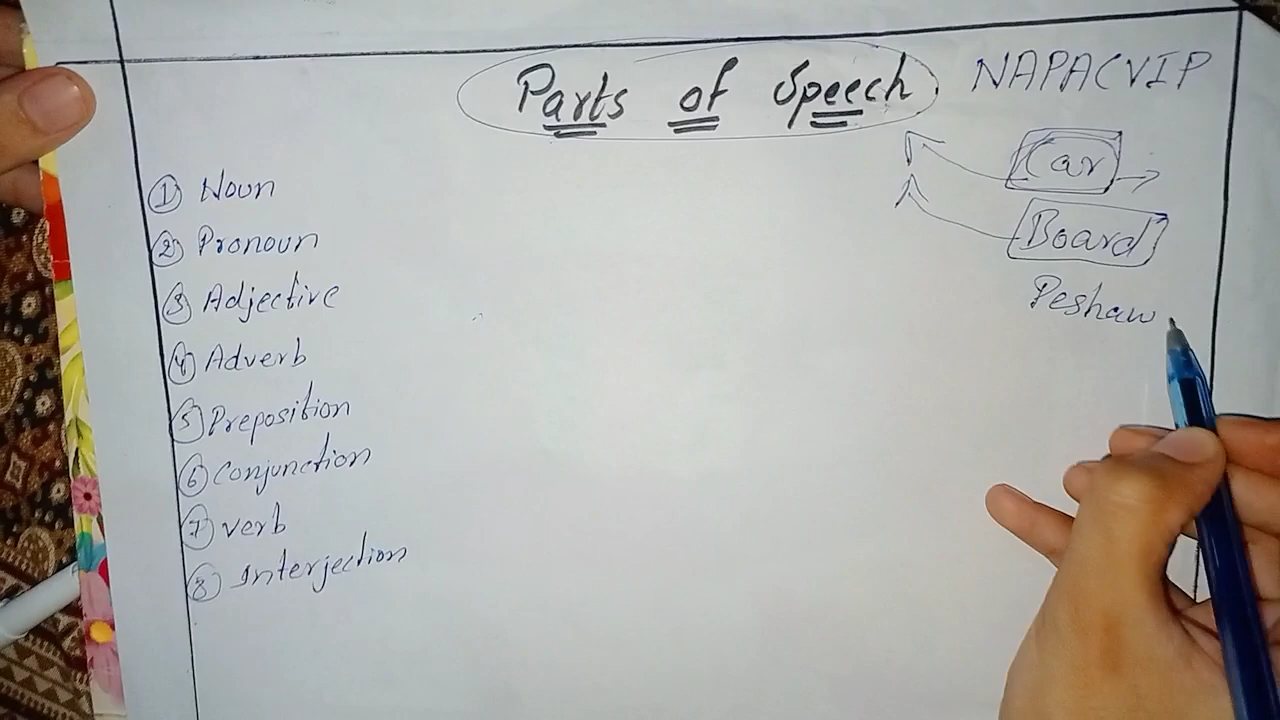 Parts of Speech
NAPACVIP
Car
Board
Peshaw
① Noun
② Pronoun
③ Adjective
④ Adverb
⑤ Preposition
⑥ Conjunction
⑦ verb
⑧ Interjection